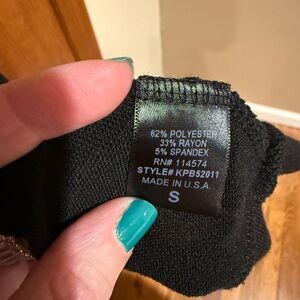 62% POLYESTER
33% RAYON
5% SPANDEX
RN# 114574
STYLE# KPB52011
MADE IN U.S.A
S